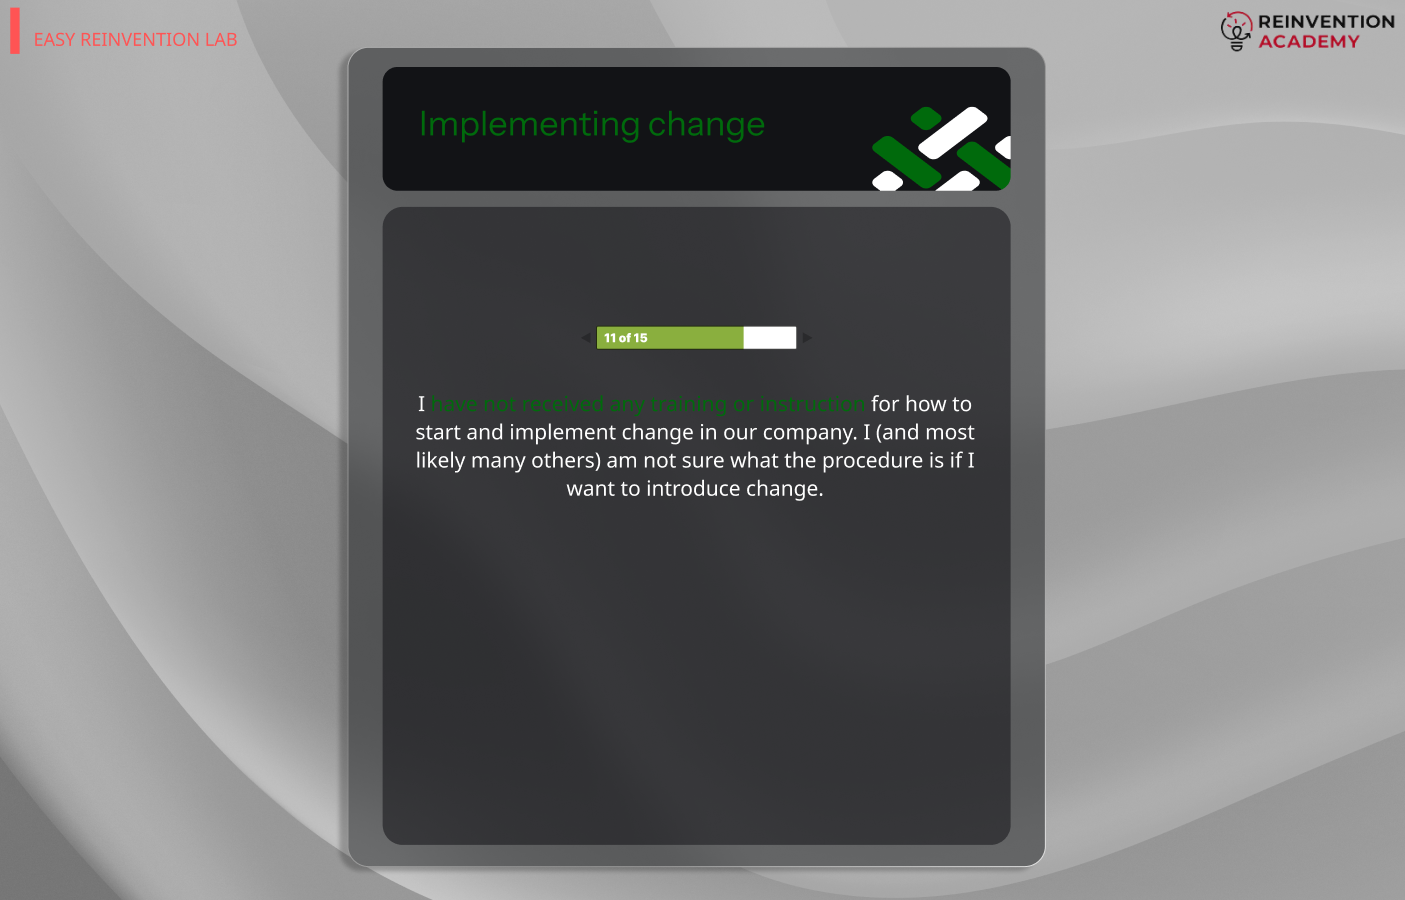 EASY REINVENTION LAB
REINVENTION
ACADEMY
Implementing change
11 of 15
I have not received any training or instruction for how to
start and implement change in our company. I (and most
likely many others) am not sure what the procedure is if I
want to introduce change.